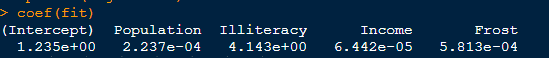 > coef(fit)
(Intercept) Population Illiteracy Income Frost
1.235e+00 2.237e-04 4.143e+00 6.442e-05 5.813e-04